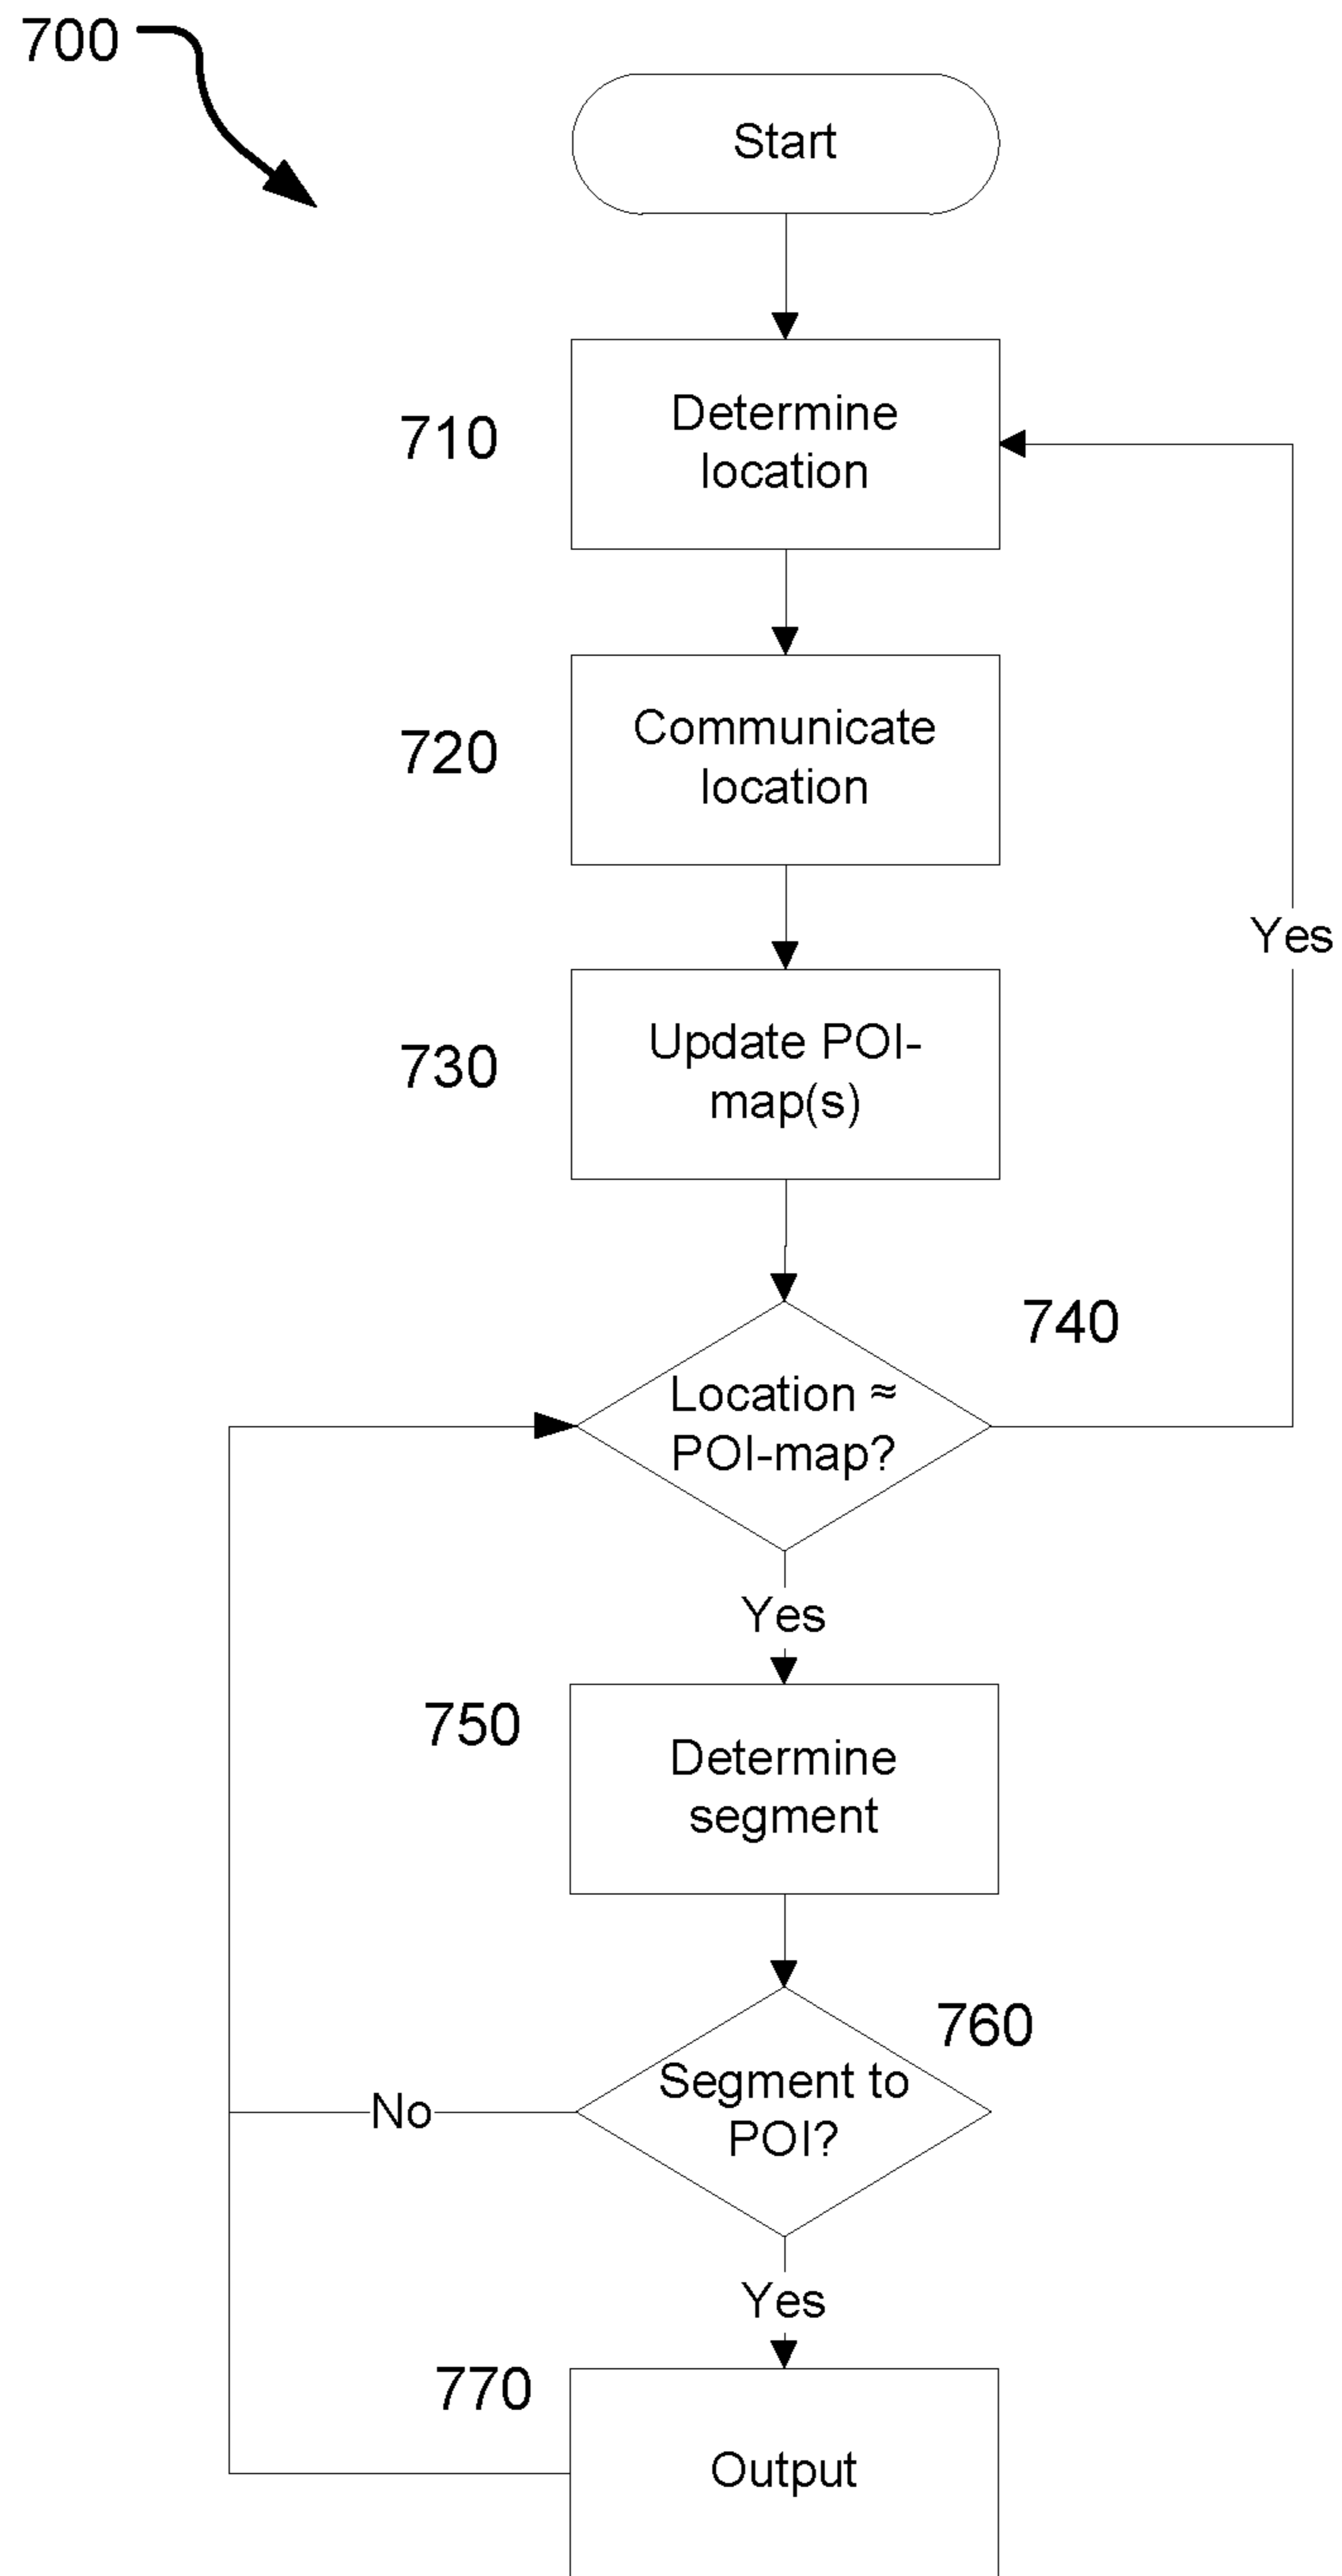 700
Start
710
Determine
location
720
Communicate
location
Yes
730
Update POI-
map(s)
740
Location ≈
POI-map?
Yes
750
Determine
segment
760
Segment to
POI?
No
Yes
770
Output